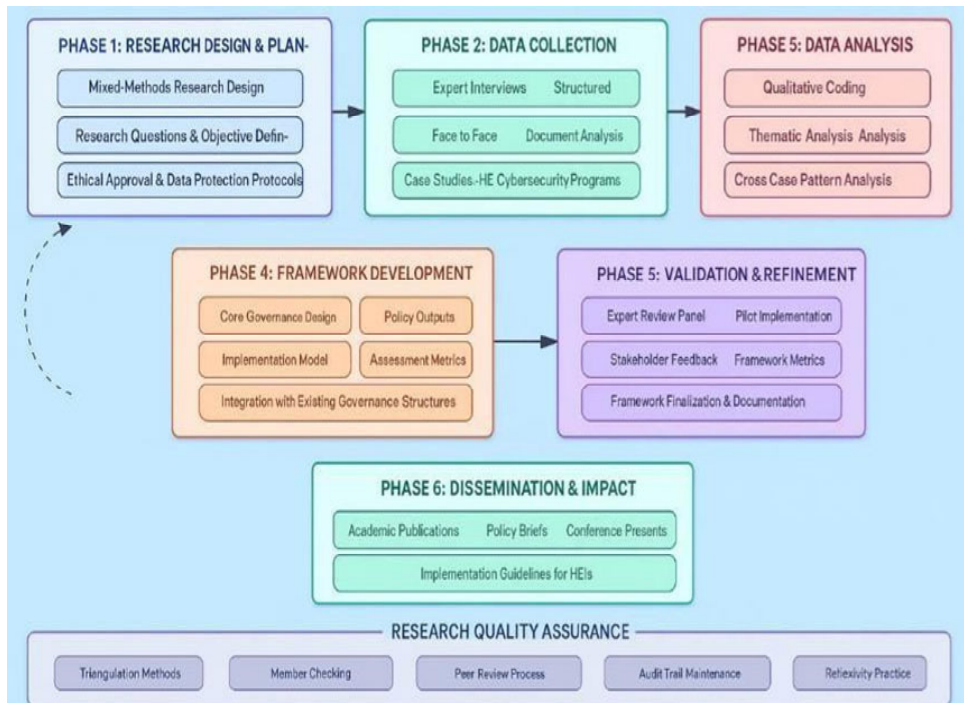 PHASE 1: RESEARCH DESIGN & PLAN-
Mixed-Methods Research Design
Research Questions & Objective Defin-
Ethical Approval & Data Protection Protocols
PHASE 2: DATA COLLECTION
Expert Interviews Structured
Face to Face Document Analysis
Case Studies.-HE Cybersecurity Programs
PHASE 5: DATA ANALYSIS
Qualitative Coding
Thematic Analysis Analysis
Cross Case Pattern Analysis
PHASE 4: FRAMEWORK DEVELOPMENT
Core Governance Design Policy Outputs
Implementation Model Assessment Metrics
Integration with Existing Governance Structures
PHASE 5: VALIDATION & REFINEMENT
Expert Review Panel Pilot Implementation
Stakeholder Feedback Framework Metrics
Framework Finalization & Documentation
PHASE 6: DISSEMINATION & IMPACT
Academic Publications Policy Briefs Conference Presents
Implementation Guidelines for HEIs
RESEARCH QUALITY ASSURANCE
Triangulation Methods Member Checking Peer Review Process Audit Trail Maintenance Reflexivity Practice